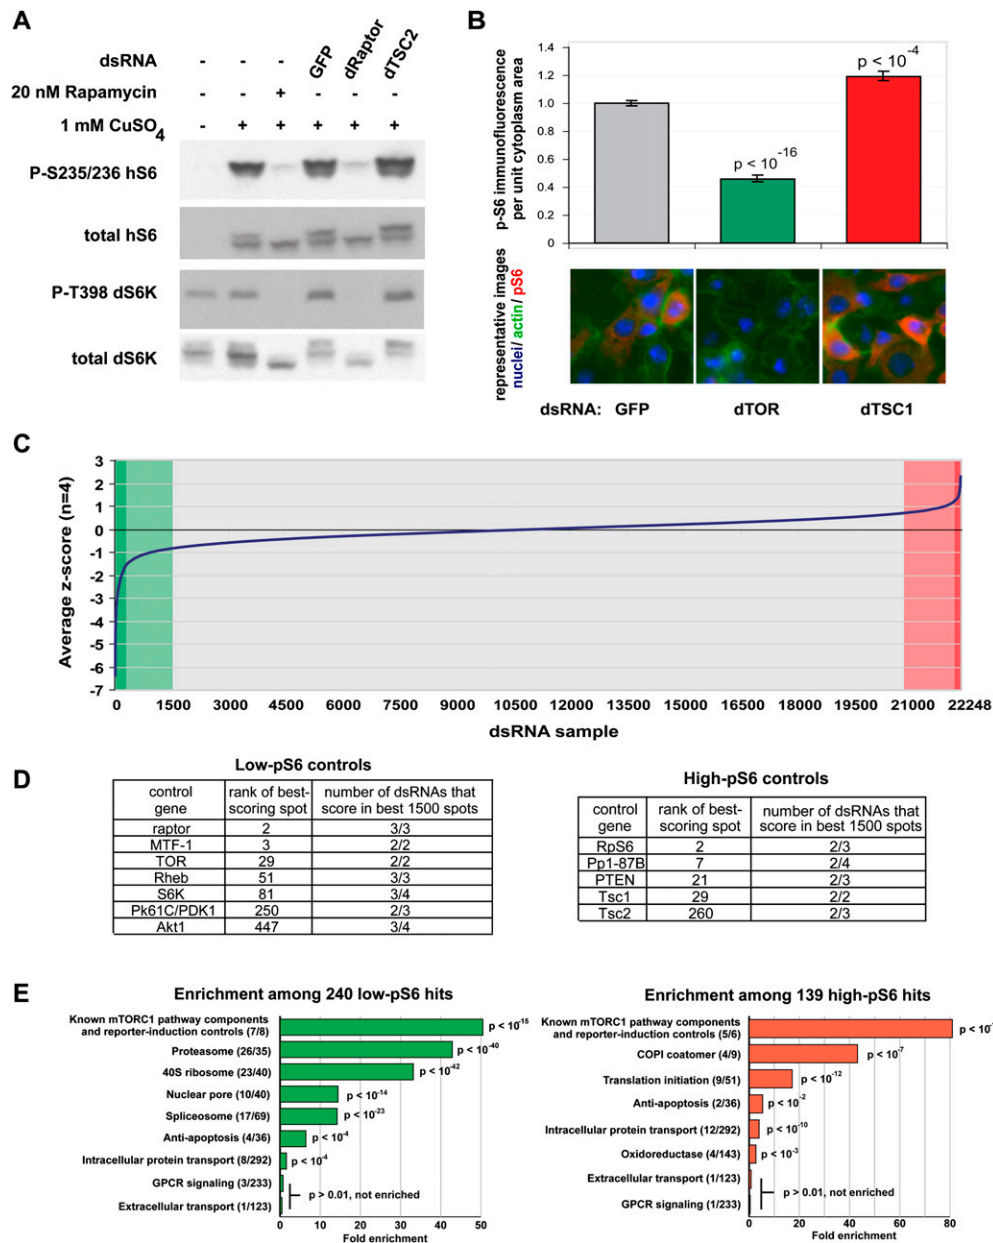 A
dsRNA - - - GFP dRaptor dTSC2
20 nM Rapamycin - - + - - -
1 mM CuSO4 - + + + + +
P-S235/236 hS6
total hS6
P-T398 dS6K
total dS6K
B
p-S6 immunofluorescence
per unit cytoplasm area
1.4
1.2
1.0
0.8
0.6
0.4
0.2
0
p < 10-16
p < 10-4
representative images
nuclei/ actin/ pS6
dsRNA: GFP dTOR dTSC1
C
Average z-score (n=4)
3
2
1
0
-1
-2
-3
-4
-5
-6
-7
0 1500 3000 4500 6000 7500 9000 10500 12000 13500 15000 16500 18000 19500 21000 22248
dsRNA sample
D
Low-pS6 controls
control gene rank of best-scoring spot number of dsRNAs that score in best 1500 spots
raptor 2 3/3
MTF-1 3 2/2
TOR 29 2/2
Rheb 51 3/3
S6K 81 3/4
Pk61C/PDK1 250 2/3
Akt1 447 3/4
High-pS6 controls
control gene rank of best-scoring spot number of dsRNAs that score in best 1500 spots
RpS6 2 2/3
Pp1-87B 7 2/4
PTEN 21 2/3
Tsc1 29 2/2
Tsc2 260 2/3
E
Enrichment among 240 low-pS6 hits
Known mTORC1 pathway components
and reporter-induction controls (7/8) p < 10-15
Proteasome (26/35) p < 10-40
40S ribosome (23/40) p < 10-42
Nuclear pore (10/40) p < 10-14
Spliceosome (17/69) p < 10-23
Anti-apoptosis (4/36) p < 10-4
Intracellular protein transport (8/292) p < 10-4
GPCR signaling (3/233)
p > 0.01, not enriched
Extracellular transport (1/123)
0 10 20 30 40 50
Fold enrichment
Enrichment among 139 high-pS6 hits
Known mTORC1 pathway components
and reporter-induction controls (5/6) p < 10-
COPI coatomer (4/9) p < 10-7
Translation initiation (9/51) p < 10-12
Anti-apoptosis (2/36) p < 10-2
Intracellular protein transport (12/292) p < 10-10
Oxidoreductase (4/143) p < 10-3
Extracellular transport (1/123)
p > 0.01, not enriched
GPCR signaling (1/233)
0 20 40 60 80
Fold enrichment